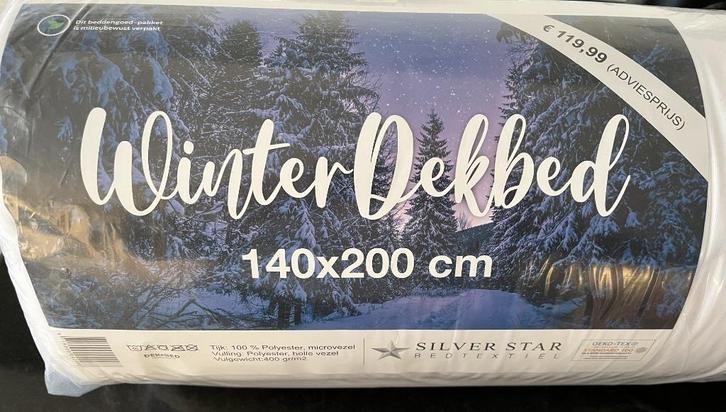 Dit beddengoed-pakket
is milieubewust verpakt
€ 119,99 (ADVIESPRIJS)
WinterDekbed
140x200 cm
Tijk: 100 % Polyester, microvezel
Vulling: Polyester, holle vezel
Vulgewicht:400 gr/m2
SILVER STAR
BEDTEXTIEL
OEKO-TEX®
STANDARD 100